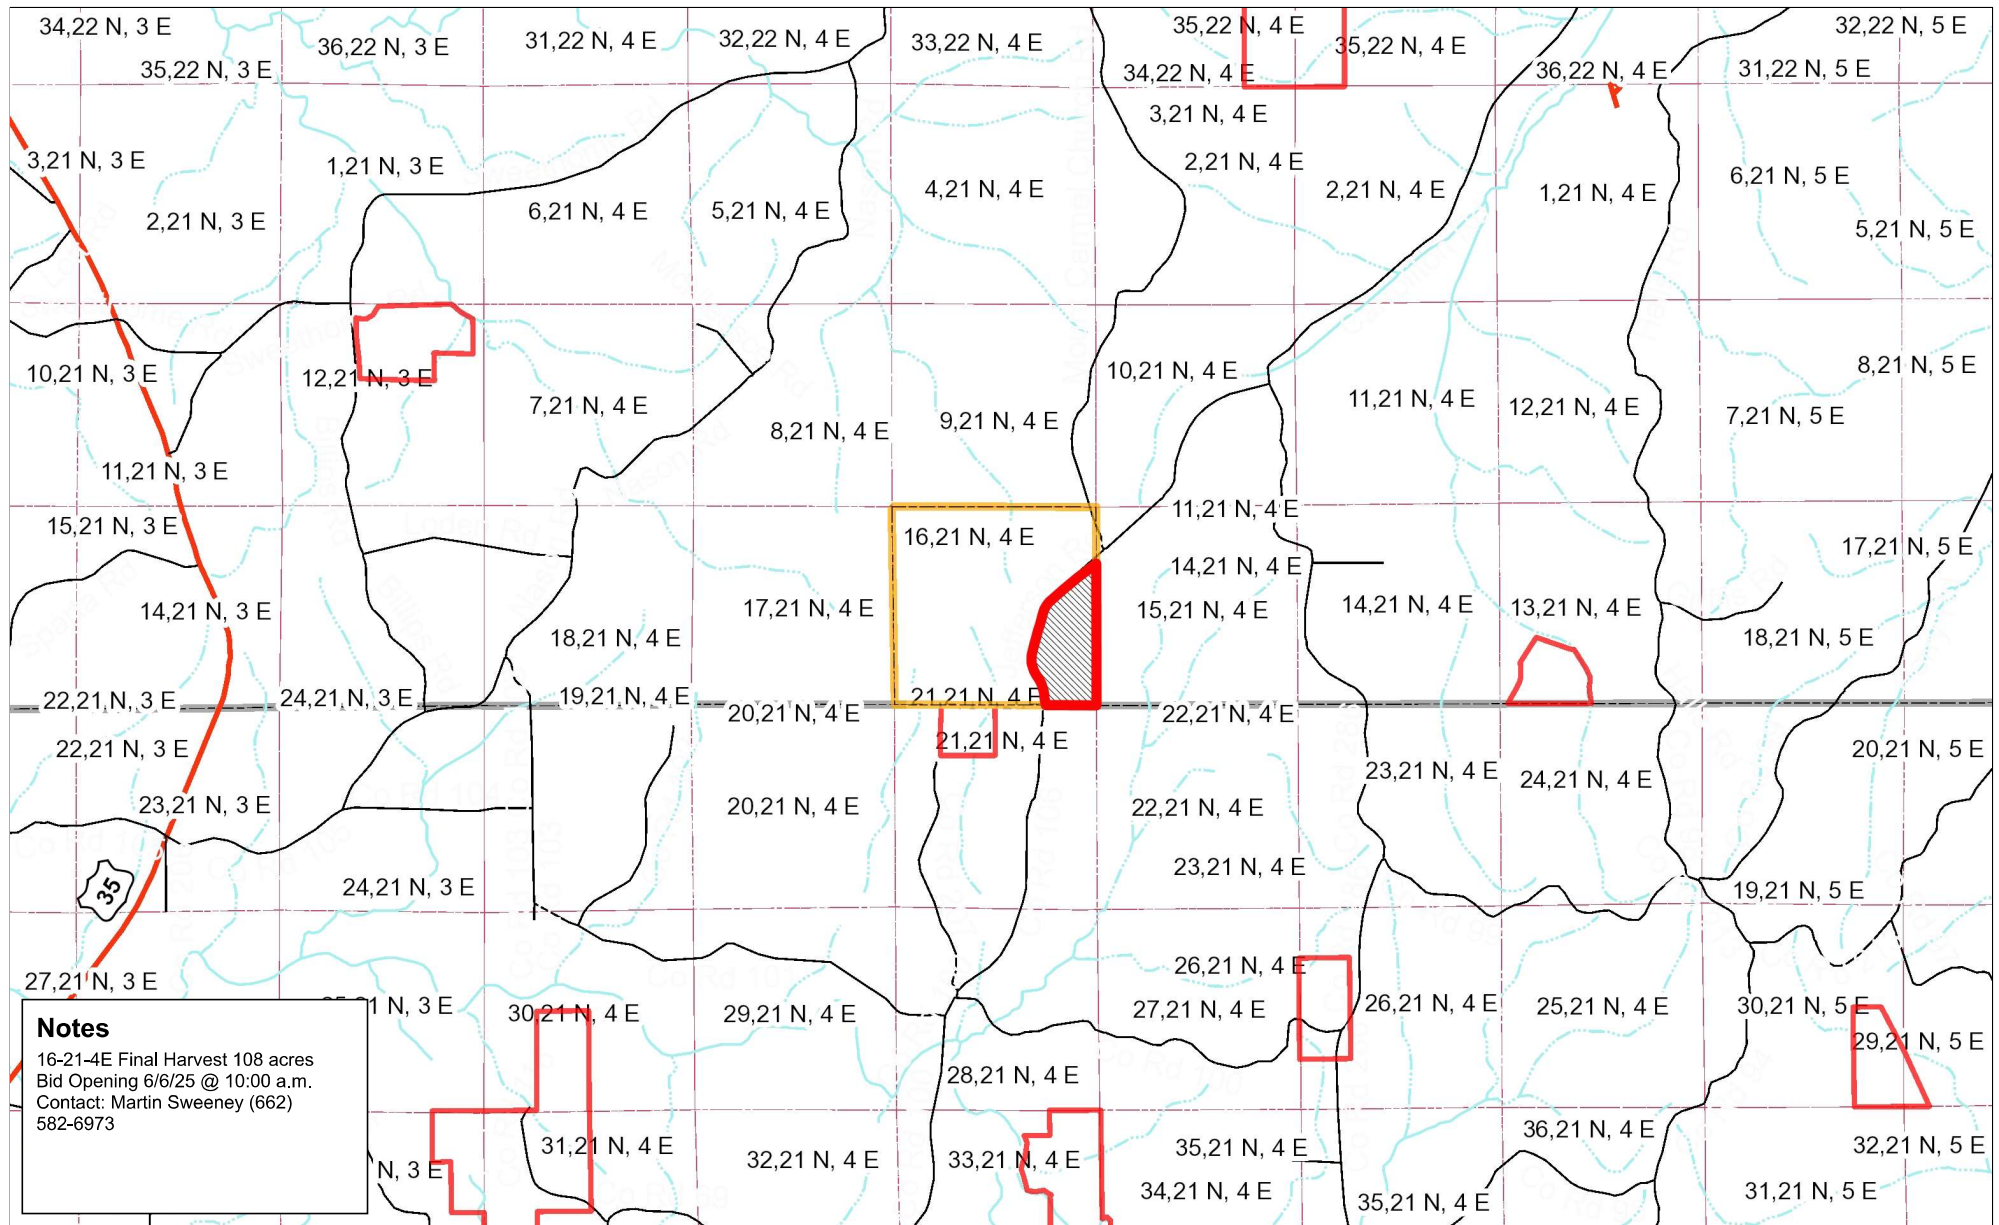 34,22 N, 3 E
36,22 N, 3 E
31,22 N, 4 E
32,22 N, 4 E
33,22 N, 4 E
35,22 N, 4 E
35,22 N, 4 E
32,22 N, 5 E
35,22 N, 3 E
34,22 N, 4 E
36,22 N, 4 E
31,22 N, 5 E
3,21 N, 4 E
3,21 N, 3 E
1,21 N, 3 E
2,21 N, 4 E
2,21 N, 4 E
1,21 N, 4 E
6,21 N, 5 E
4,21 N, 4 E
2,21 N, 3 E
6,21 N, 4 E
5,21 N, 4 E
5,21 N, 5 E
10,21 N, 3 E
12,21 N, 3 E
7,21 N, 4 E
8,21 N, 4 E
9,21 N, 4 E
10,21 N, 4 E
11,21 N, 4 E
12,21 N, 4 E
7,21 N, 5 E
8,21 N, 5 E
11,21 N, 3 E
15,21 N, 3 E
16,21 N, 4 E
11,21 N, 4 E
17,21 N, 5 E
14,21 N, 4 E
14,21 N, 3 E
17,21 N, 4 E
15,21 N, 4 E
14,21 N, 4 E
13,21 N, 4 E
18,21 N, 4 E
18,21 N, 5 E
22,21 N, 3 E
24,21 N, 3 E
19,21 N, 4 E
20,21 N, 4 E
21,21 N, 4 E
22,21 N, 4 E
22,21 N, 3 E
21,21 N, 4 E
20,21 N, 5 E
23,21 N, 4 E
24,21 N, 4 E
23,21 N, 3 E
20,21 N, 4 E
22,21 N, 4 E
Co Rd 104
35
24,21 N, 3 E
23,21 N, 4 E
19,21 N, 5 E
27,21 N, 3 E
Co Rd 101
26,21 N, 4 E
N, 3 E
30,21 N, 4 E
29,21 N, 4 E
27,21 N, 4 E
26,21 N, 4 E
25,21 N, 4 E
30,21 N, 5 E
29,21 N, 5 E
28,21 N, 4 E
Co Rd 100
31,21 N, 4 E
32,21 N, 4 E
33,21 N, 4 E
35,21 N, 4 E
36,21 N, 4 E
32,21 N, 5 E
N, 3 E
34,21 N, 4 E
35,21 N, 4 E
31,21 N, 5 E
Notes
16-21-4E Final Harvest 108 acres
Bid Opening 6/6/25 @ 10:00 a.m.
Contact: Martin Sweeney (662)
582-6973